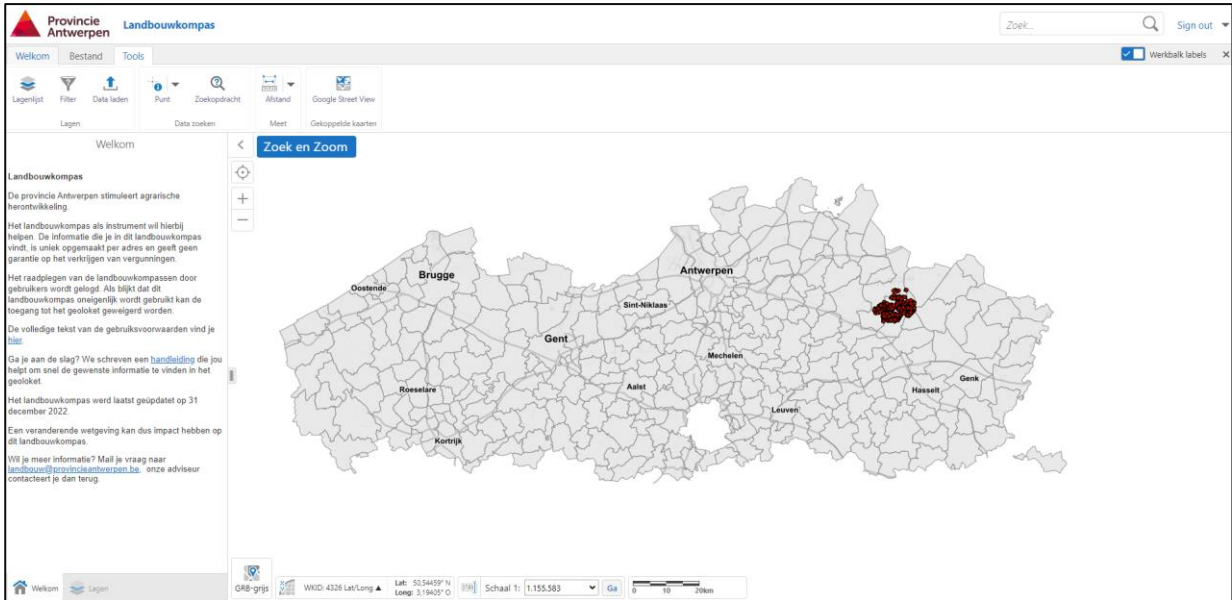 Provincie
Antwerpen
Landbouwkompas
Zoek...
Sign out
Welkom
Bestand
Tools
Werkbalk labels
Lagenlijst
Filter
Data laden
Punt
Zoekopdracht
Afstand
Google Street View
Lagen
Data zoeken
Meet
Gekoppelde kaarten
Welkom
Zoek en Zoom
Landbouwkompas
De provincie Antwerpen stimuleert agrarische
herontwikkeling.
Het landbouwkompas als instrument wil hierbij
helpen. De informatie die je in dit landbouwkompas
vindt, is uniek opgemaakt per adres en geeft geen
garantie op het verkrijgen van vergunningen.
Het raadplegen van de landbouwkompassen door
gebruikers wordt gelogd. Als blijkt dat dit
landbouwkompas oneigenlijk wordt gebruikt kan de
toegang tot het geoloket geweigerd worden.
De volledige tekst van de gebruiksvoorwaarden vind je
hier.
Ga je aan de slag? We schreven een handleiding die jou
helpt om snel de gewenste informatie te vinden in het
geoloket.
Het landbouwkompas werd laatst geüpdatet op 31
december 2022.
Een veranderende wetgeving kan dus impact hebben op
dit landbouwkompas.
Wil je meer informatie? Mail je vraag naar
landbouw@provincieantwerpen.be, onze adviseur
contacteert je dan terug.
Brugge
Oostende
Antwerpen
Sint-Niklaas
Gent
Mechelen
Roeselare
Aalst
Hasselt
Genk
Leuven
Kortrijk
Welkom
Lagen
GRB-grijs
WKID: 4326 Lat/Long
Lat: 50,54459° N
Long: 3,19405° O
Schaal 1: 1.155.583
Ga
0 10 20km